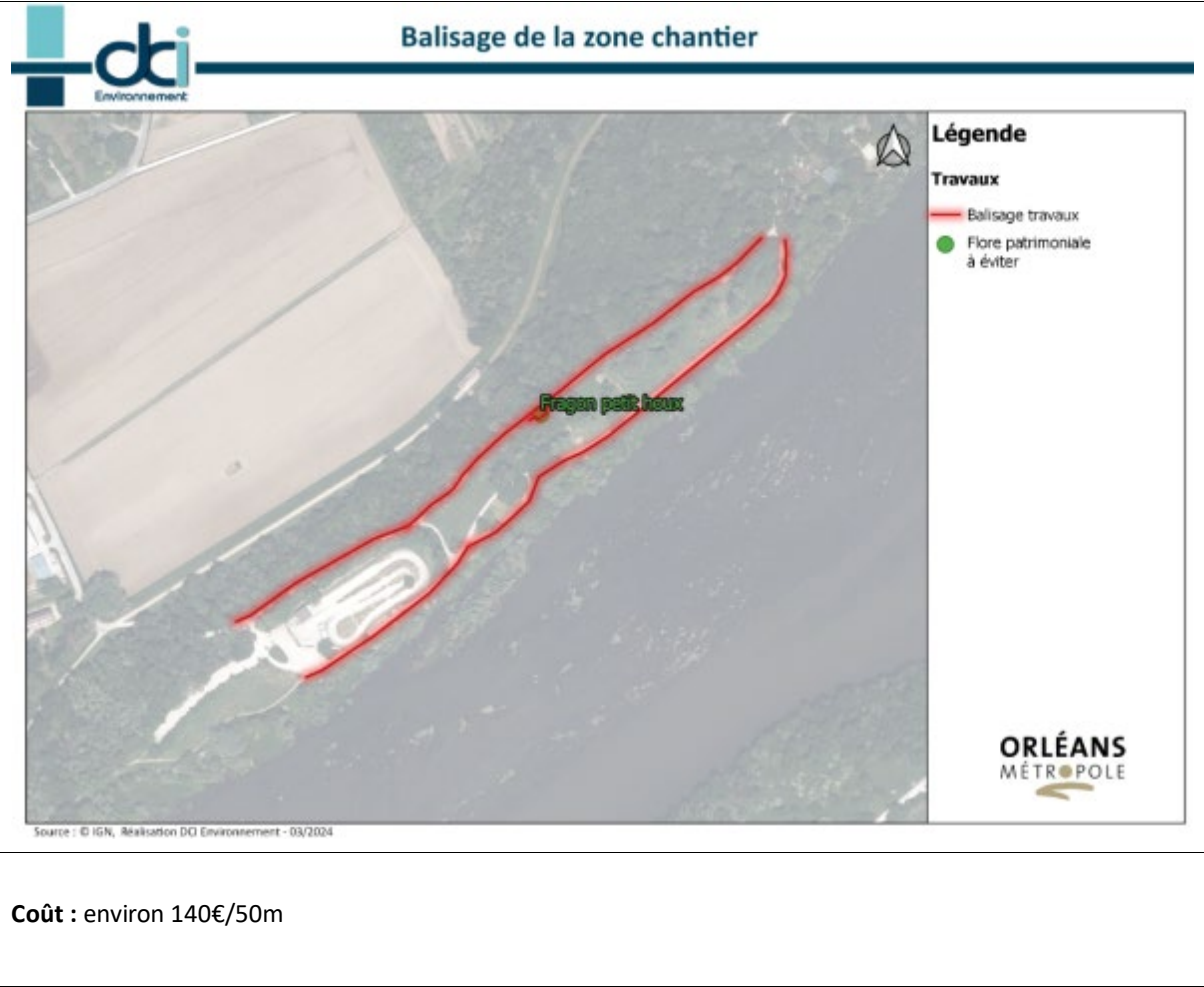 dci
Environnement
Balisage de la zone chantier
Légende
Travaux
Balisage travaux
Flore patrimoniale
à éviter
Fragon petit houx
ORLÉANS
MÉTROPOLE
Source : © IGN, Réalisation DCI Environnement - 03/2024
Coût : environ 140€/50m